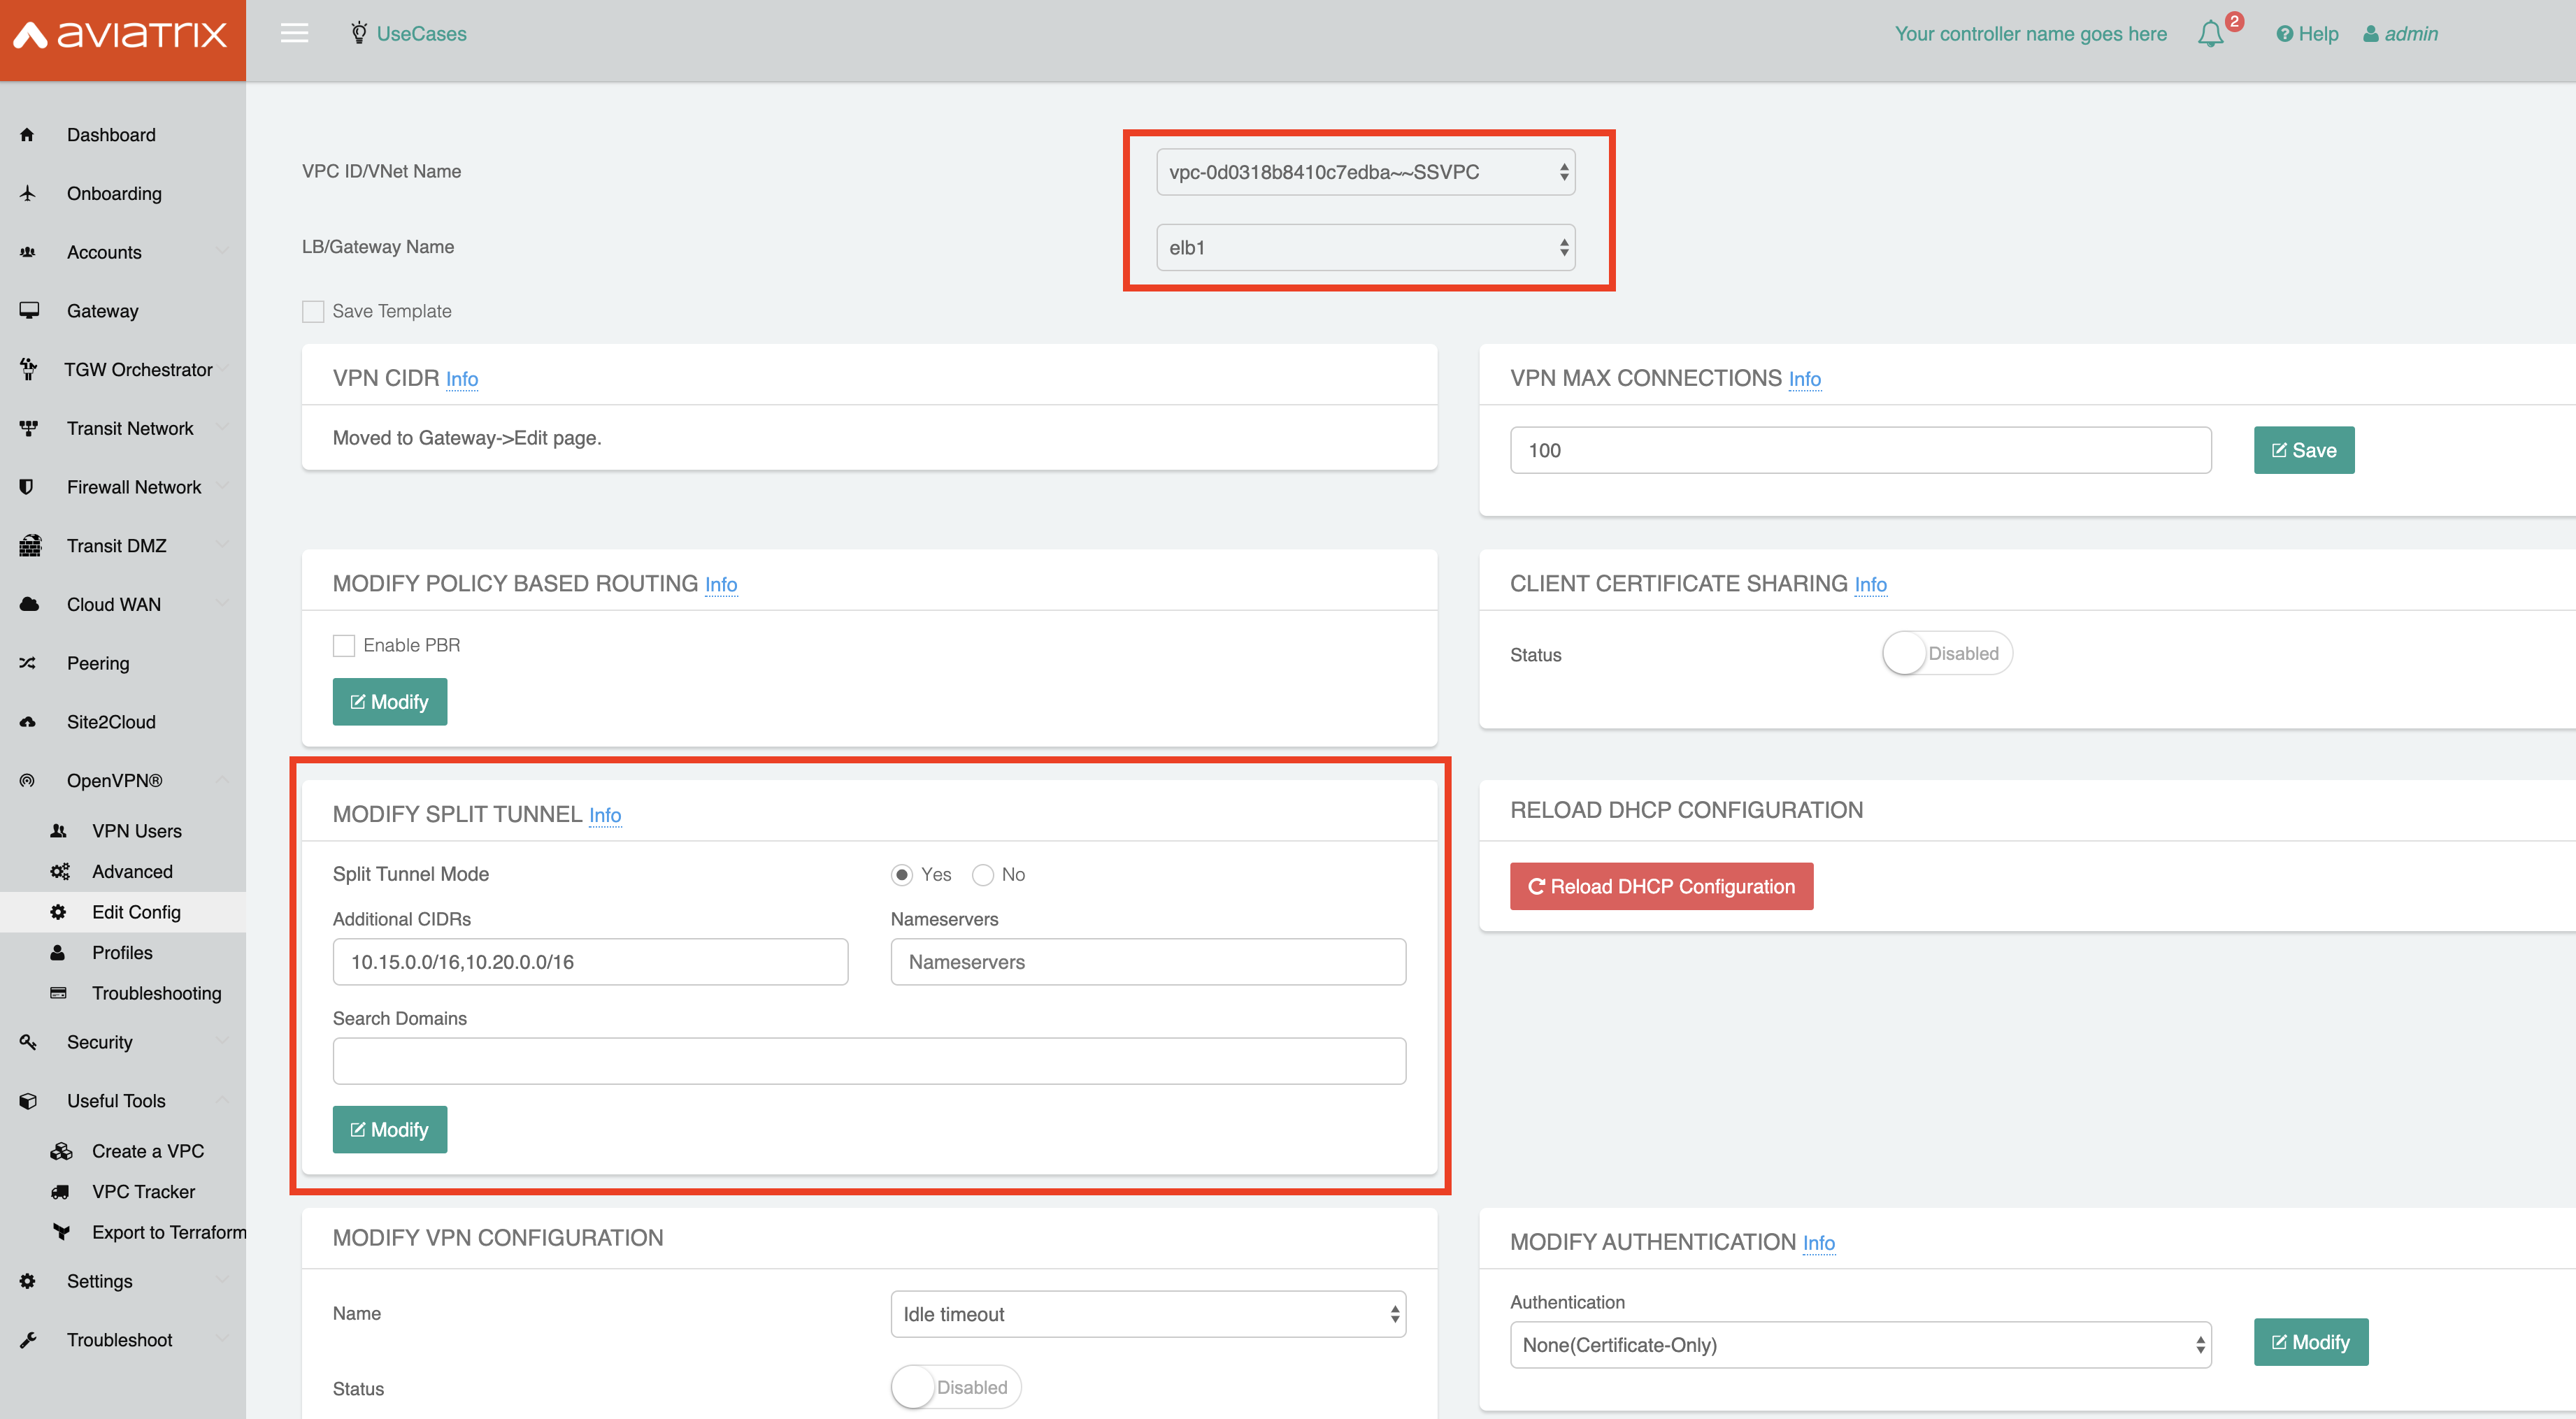 aviatrix
UseCases
Your controller name goes here
2
Help
admin
Dashboard
Onboarding
Accounts
Gateway
TGW Orchestrator
Transit Network
Firewall Network
Transit DMZ
Cloud WAN
Peering
Site2Cloud
OpenVPN®
VPN Users
Advanced
Edit Config
Profiles
Troubleshooting
Security
Useful Tools
Create a VPC
VPC Tracker
Export to Terraform
Settings
Troubleshoot
VPC ID/VNet Name
vpc-0d0318b8410c7edba~~SSVPC
LB/Gateway Name
elb1
Save Template
VPN CIDR Info
Moved to Gateway->Edit page.
VPN MAX CONNECTIONS Info
100
Save
MODIFY POLICY BASED ROUTING Info
Enable PBR
Modify
CLIENT CERTIFICATE SHARING Info
Status
Disabled
MODIFY SPLIT TUNNEL Info
Split Tunnel Mode
Yes
No
Additional CIDRs
Nameservers
10.15.0.0/16,10.20.0.0/16
Nameservers
Search Domains
Modify
RELOAD DHCP CONFIGURATION
Reload DHCP Configuration
MODIFY VPN CONFIGURATION
Name
Idle timeout
Status
Disabled
MODIFY AUTHENTICATION Info
Authentication
None(Certificate-Only)
Modify